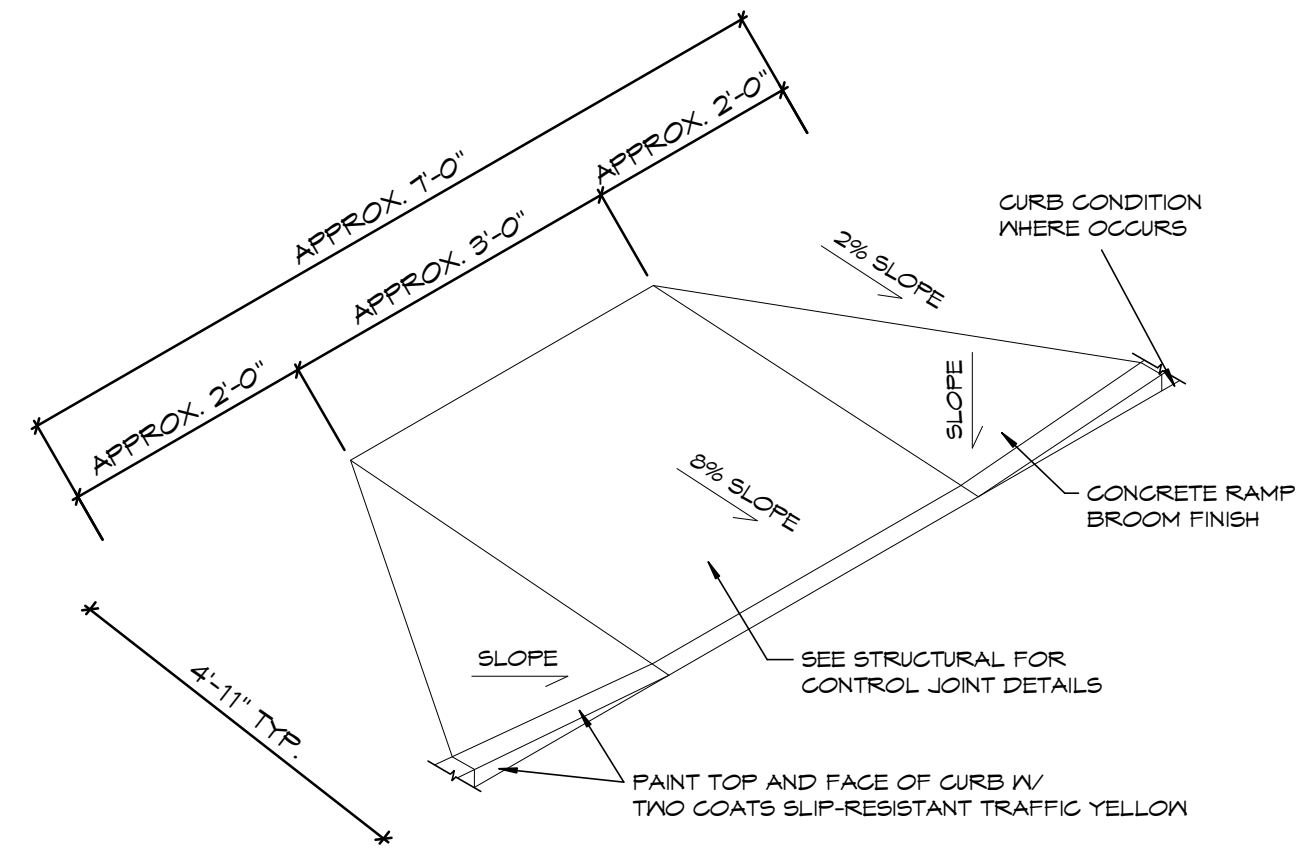 APPROX. 7'-0"
APPROX. 2'-0"
APPROX. 3'-0"
APPROX. 2'-0"
CURB CONDITION
WHERE OCCURS
2% SLOPE
SLOPE
8% SLOPE
CONCRETE RAMP
BROOM FINISH
SLOPE
SEE STRUCTURAL FOR
CONTROL JOINT DETAILS
4'-11" TYP.
PAINT TOP AND FACE OF CURB W/
TWO COATS SLIP-RESISTANT TRAFFIC YELLOW